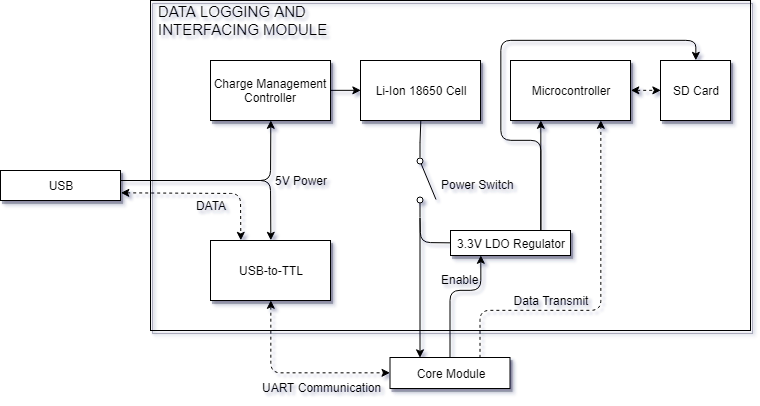 DATA LOGGING AND
INTERFACING MODULE
Charge Management
Controller
Li-Ion 18650 Cell
Microcontroller
SD Card
USB
5V Power
Power Switch
DATA
3.3V LDO Regulator
USB-to-TTL
Enable
Data Transmit
Core Module
UART Communication